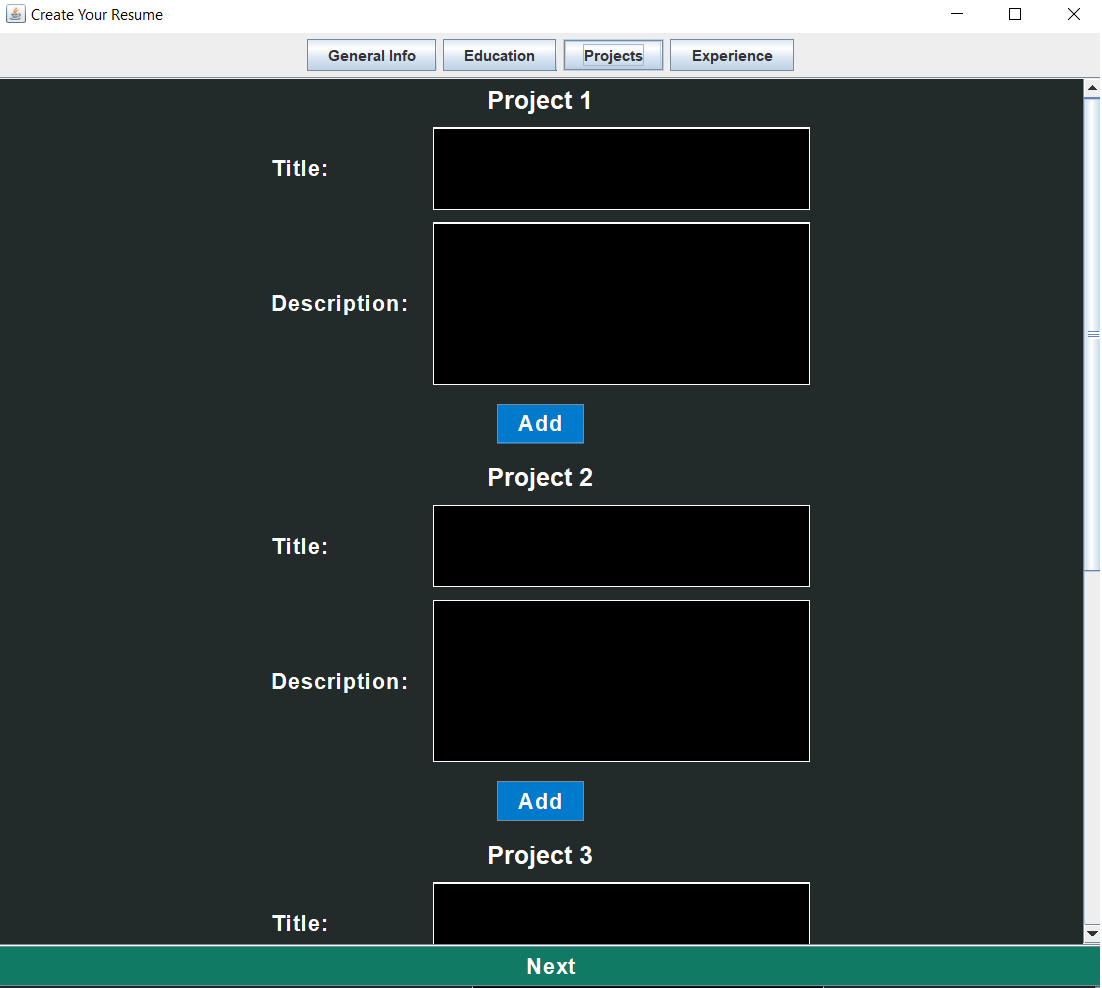 Create Your Resume
General Info Education Projects Experience
Project 1
Title:
Description:
Add
Project 2
Title:
Description:
Add
Project 3
Title:
Next